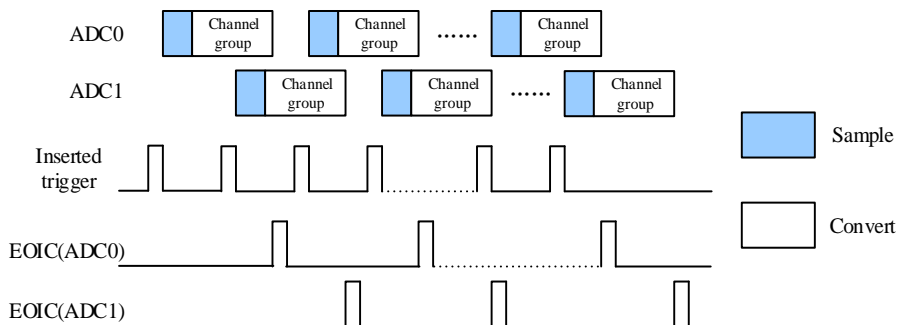 ADC0
Channel
group
Channel
group
......
Channel
group
ADC1
Channel
group
Channel
group
......
Channel
group
Inserted
trigger
Sample
Convert
EOIC(ADC0)
EOIC(ADC1)